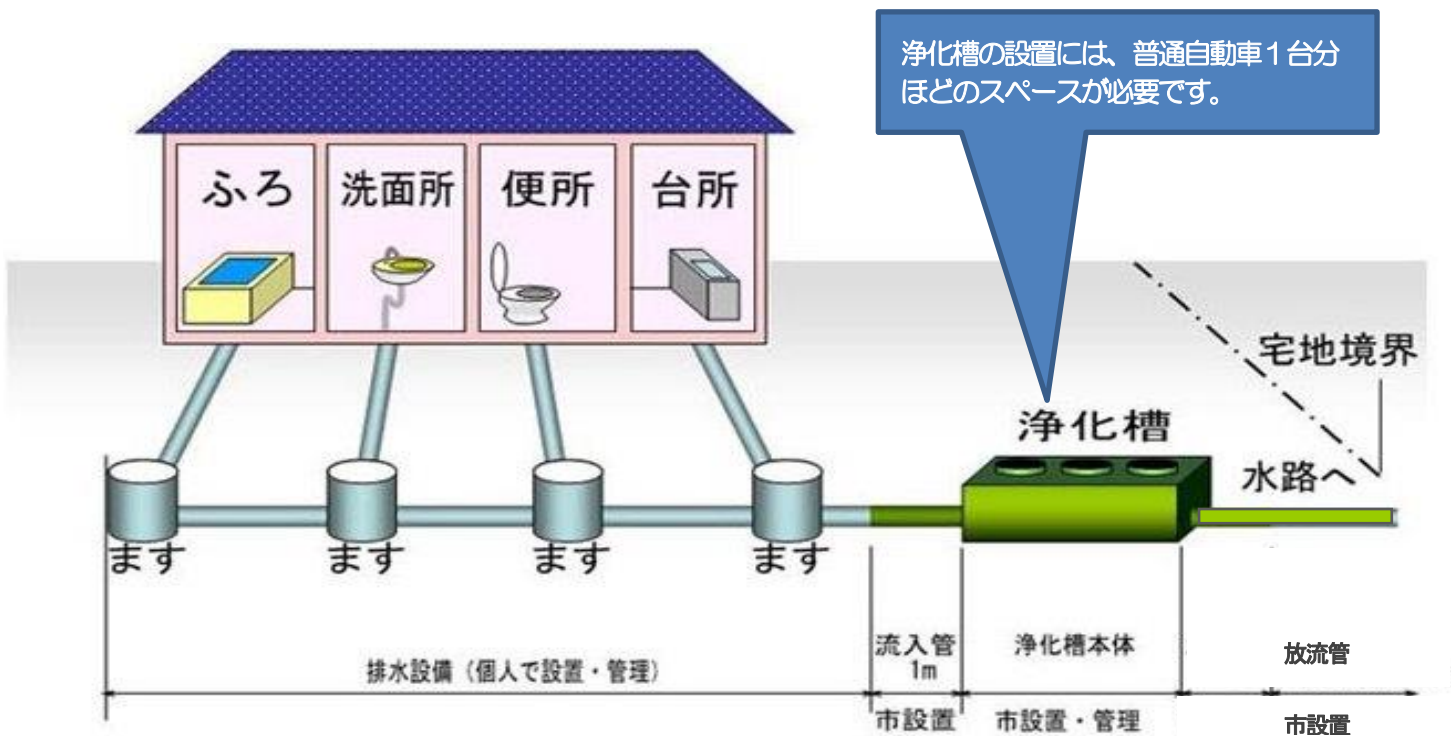 浄化槽の設置には、普通自動車1台分
ほどのスペースが必要です。
ふろ
洗面所
便所
台所
宅地境界
浄化槽
水路へ
ます
ます
ます
ます
流入管
1m
浄化槽本体
放流管
排水設備（個人で設置・管理）
市設置
市設置・管理
市設置